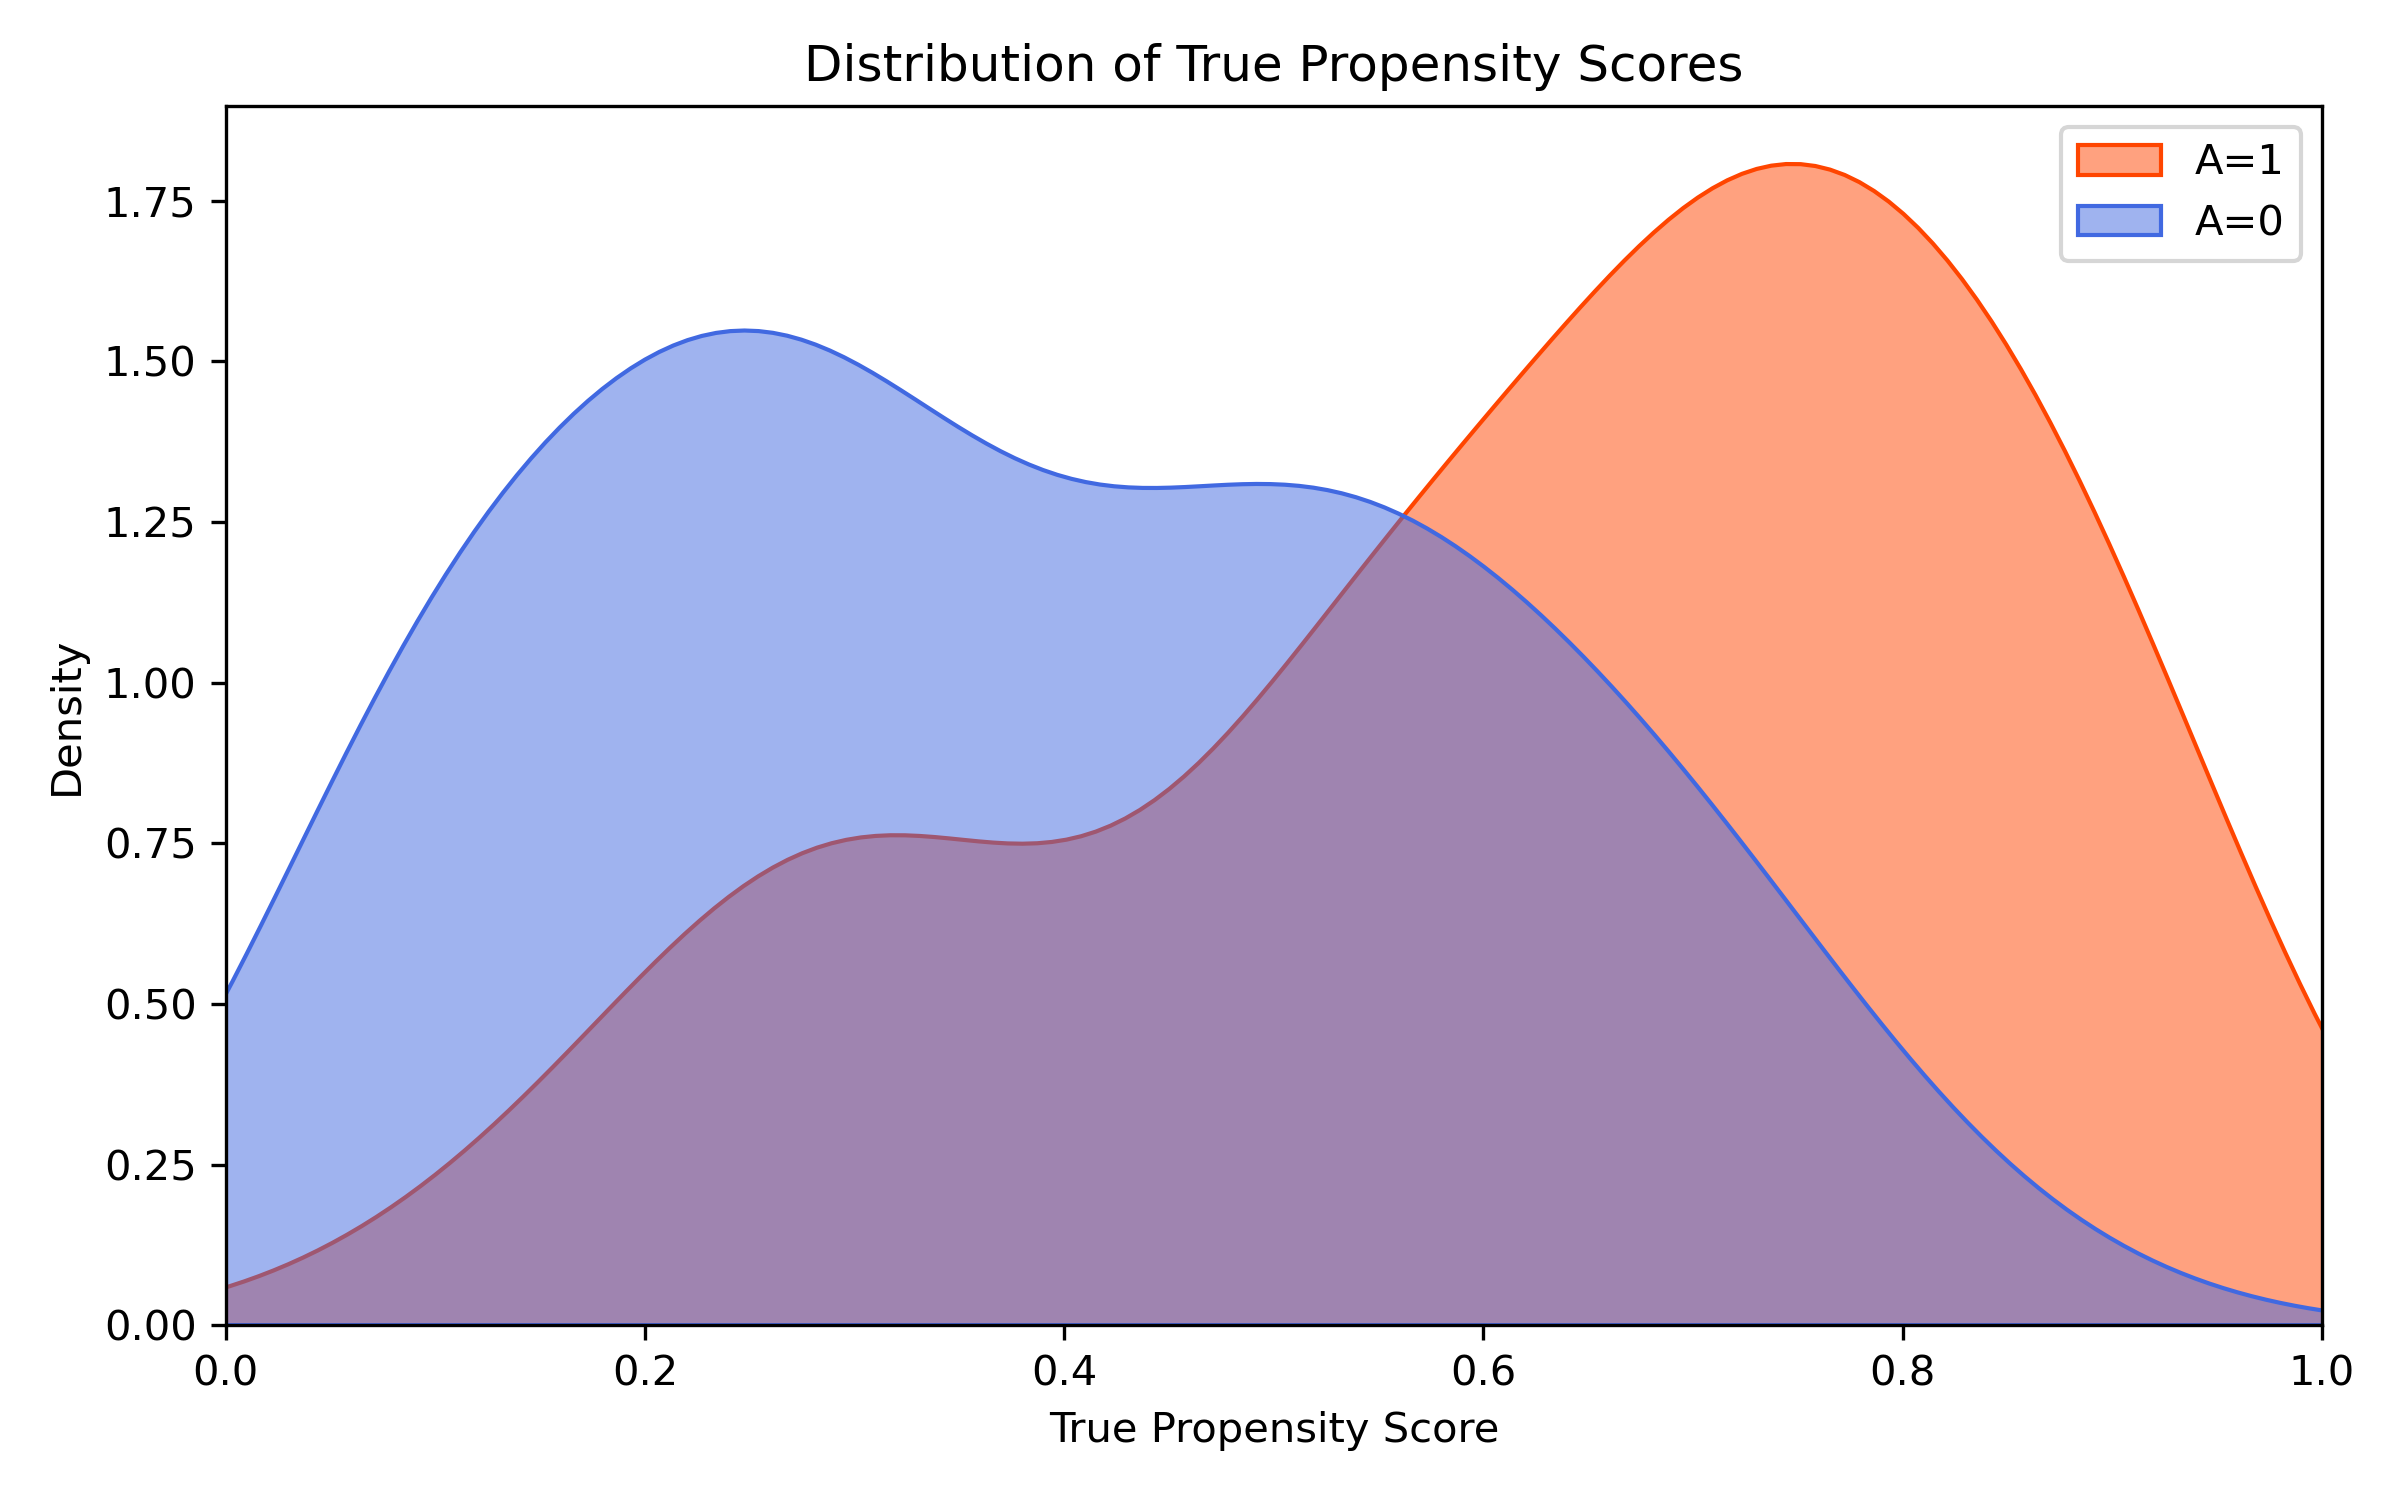 Distribution of True Propensity Scores
A=1
A=0
Density
1.75
1.50
1.25
1.00
0.75
0.50
0.25
0.00
0.0 0.2 0.4 0.6 0.8 1.0
True Propensity Score